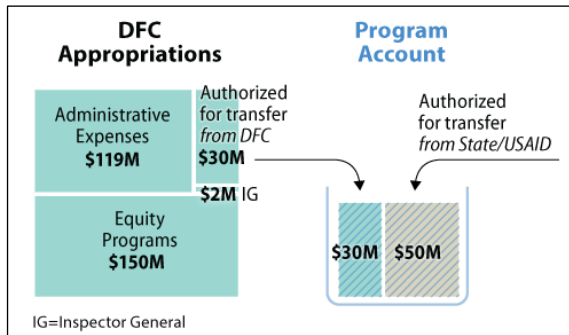 DFC
Appropriations
Program
Account
Administrative
Expenses
$119M
Authorized
for transfer
from DFC
$30M
$2M IG
Equity
Programs
$150M
Authorized
for transfer
from State/USAID
$30M
$50M
IG=Inspector General